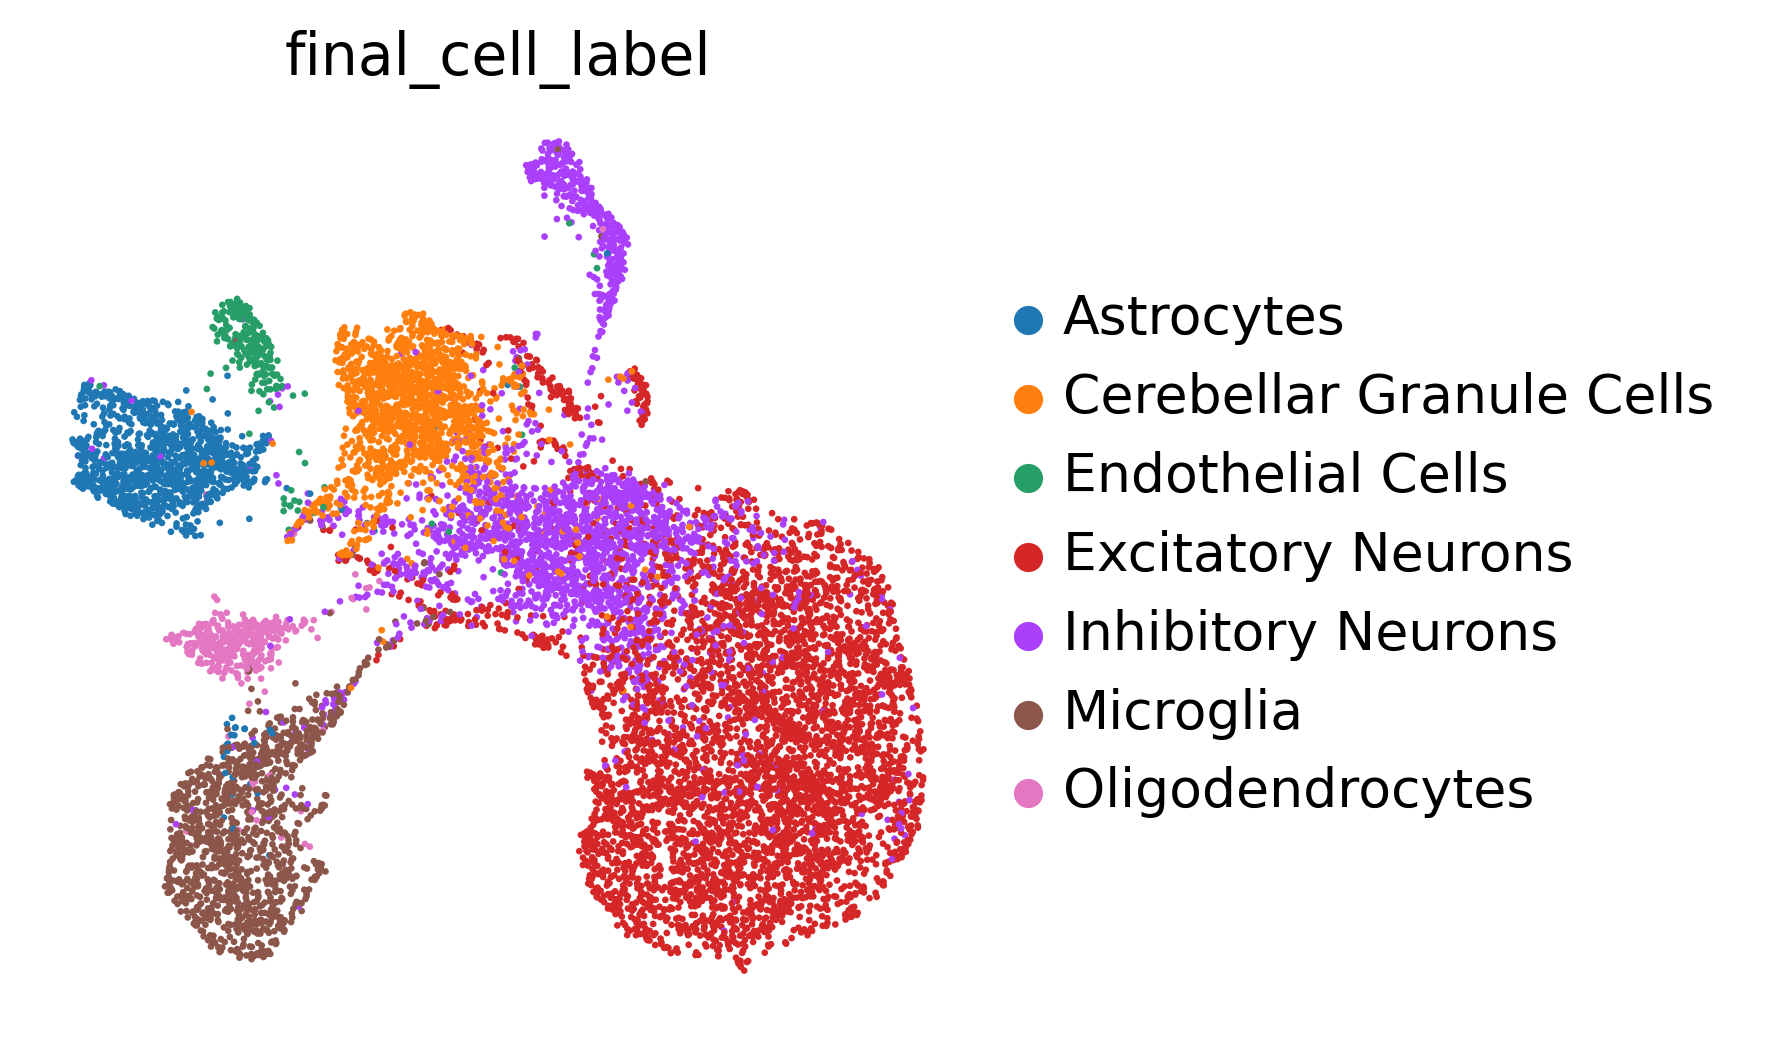 final_cell_label
Astrocytes
Cerebellar Granule Cells
Endothelial Cells
Excitatory Neurons
Inhibitory Neurons
Microglia
Oligodendrocytes